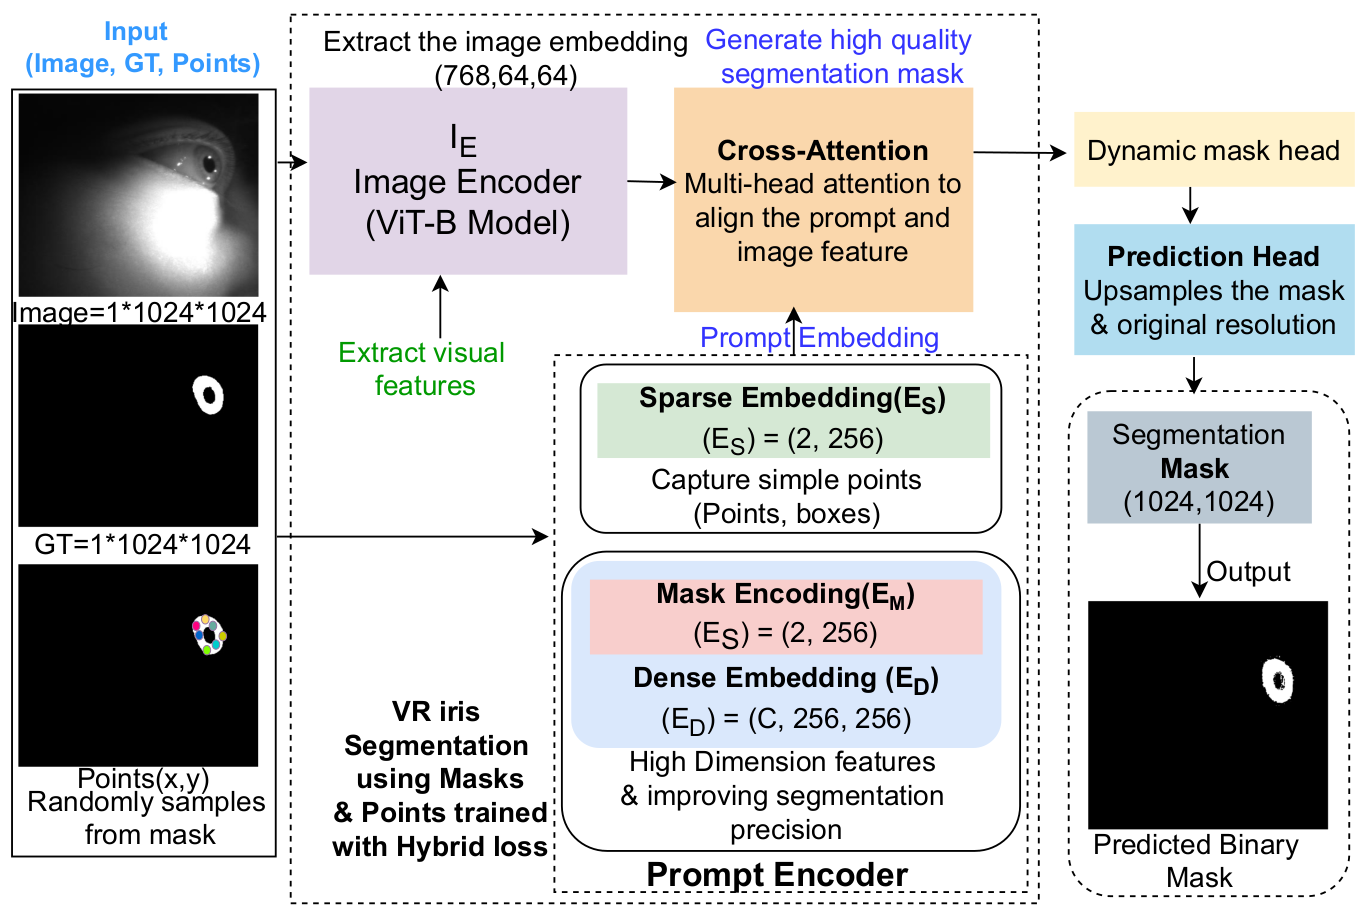 Input
(Image, GT, Points)
Image=1*1024*1024
GT=1*1024*1024
Points(x,y)
Randomly samples
from mask
Extract the image embedding
(768,64,64)
I_E
Image Encoder
(ViT-B Model)
Extract visual
features
Generate high quality
segmentation mask
Cross-Attention
Multi-head attention to
align the prompt and
image feature
Prompt Embedding
Sparse Embedding(E_S)
(E_S) = (2, 256)
Capture simple points
(Points, boxes)
Mask Encoding(E_M)
(E_S) = (2, 256)
Dense Embedding (E_D)
(E_D) = (C, 256, 256)
High Dimension features
& improving segmentation
precision
Prompt Encoder
VR iris
Segmentation
using Masks
& Points trained
with Hybrid loss
Dynamic mask head
Prediction Head
Upsamples the mask
& original resolution
Segmentation
Mask
(1024,1024)
Output
Predicted Binary
Mask